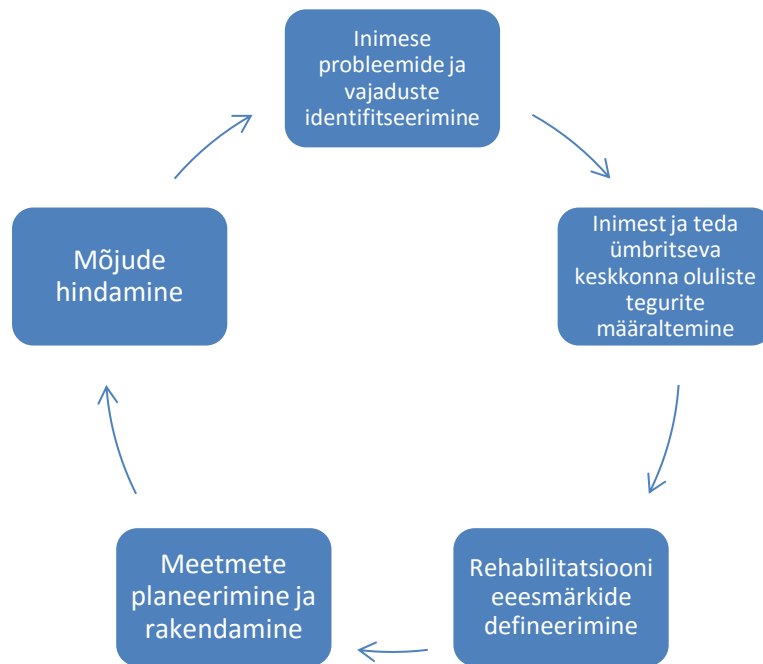 Inimese
probleemide ja
vajaduste
identifitseerimine
Inimest ja teda
ümbritseva
keskkonna oluliste
tegurite
määraltemine
Rehabilitatsiooni
eeesmärkide
defineerimine
Meetmete
planeerimine ja
rakendamine
Mõjude
hindamine